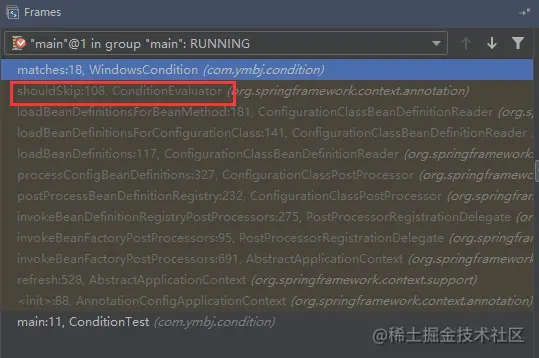 Frames
"main"@1 in group "main": RUNNING
matches:18, WindowsCondition (com.ymbj.condition)
shouldSkip:108, ConditionEvaluator (org.springframework.context.annotation)
loadBeanDefinitionsForBeanMethod:181, ConfigurationClassBeanDefinitionReader (org.s
loadBeanDefinitionsForConfigurationClass:141, ConfigurationClassBeanDefinitionReader
loadBeanDefinitions:117, ConfigurationClassBeanDefinitionReader (org.springframework
processConfigBeanDefinitions:327, ConfigurationClassPostProcessor (org.springframewo
postProcessBeanDefinitionRegistry:232, ConfigurationClassPostProcessor (org.springfra
invokeBeanDefinitionRegistryPostProcessors:275, PostProcessorRegistrationDelegate (or
invokeBeanFactoryPostProcessors:95, PostProcessorRegistrationDelegate (org.springfram
invokeBeanFactoryPostProcessors:691, AbstractApplicationContext (org.springframework
refresh:528, AbstractApplicationContext (org.springframework.context.support)
<init>:88, AnnotationConfigApplicationContext (org.springframework.context.annotation)
main:11, ConditionTest (com.ymbj.condition)
@稀土掘金技术社区